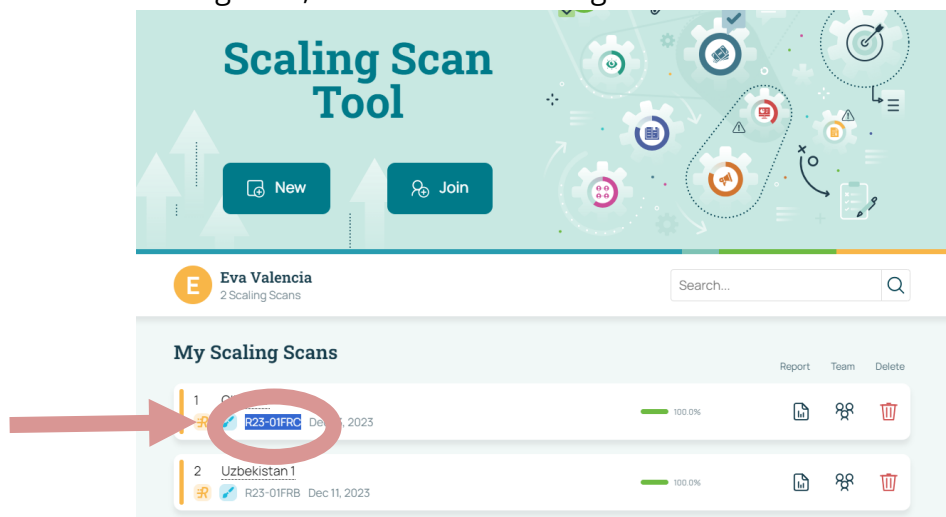 Scaling Scan
Tool
New
Join
E
Eva Valencia
2 Scaling Scans
Search...
My Scaling Scans
Report Team Delete
1
R R23-01FRC 2023
100.0%
2 Uzbekistan 1
R R23-01FRB Dec 11, 2023
100.0%